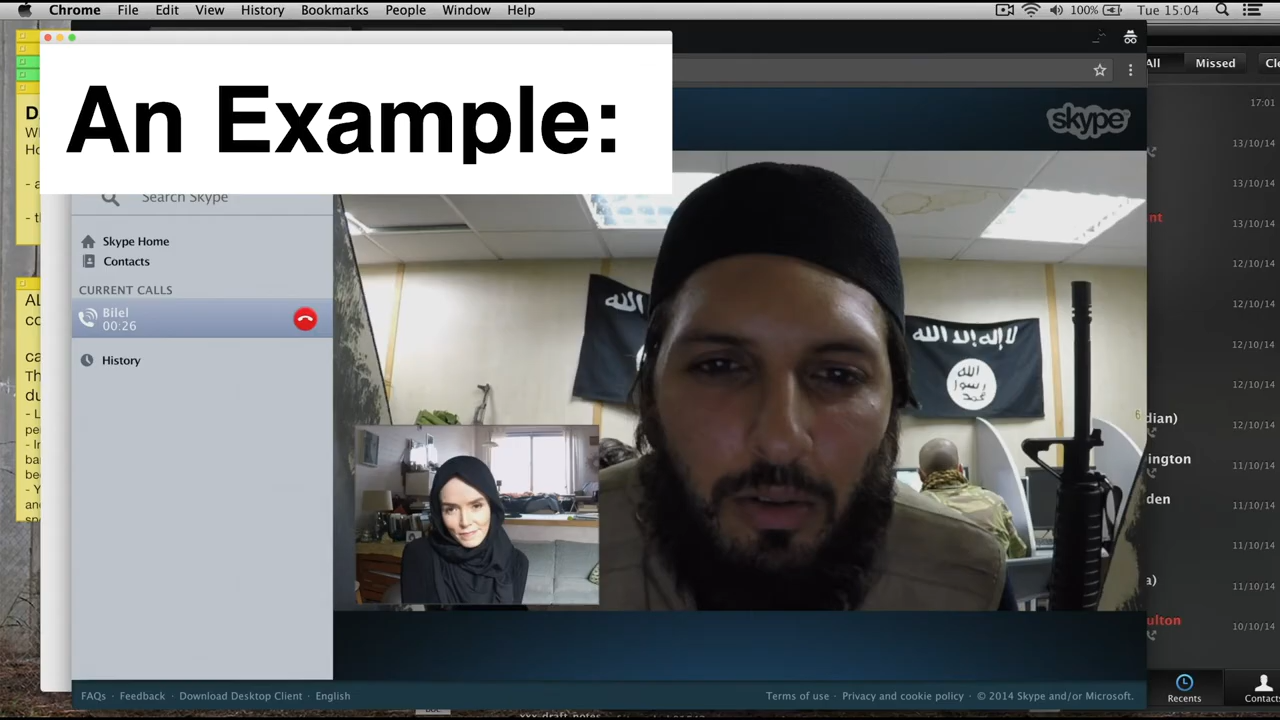 Chrome File Edit View History Bookmarks People Window Help
100% Tue 15:04
An Example:
All Missed
17:01
skype
Search Skype
13/10/14
13/10/14
13/10/14
Skype Home
Contacts
12/10/14
CURRENT CALLS
Bilel
00:26
12/10/14
12/10/14
History
12/10/14
لا إله إلا الله
الله
رسول
محمد
12/10/14
11/10/14
11/10/14
11/10/14
11/10/14
10/10/14
FAQs · Feedback · Download Desktop Client · English
Terms of use · Privacy and cookie policy · © 2014 Skype and/or Microsoft.
Recents